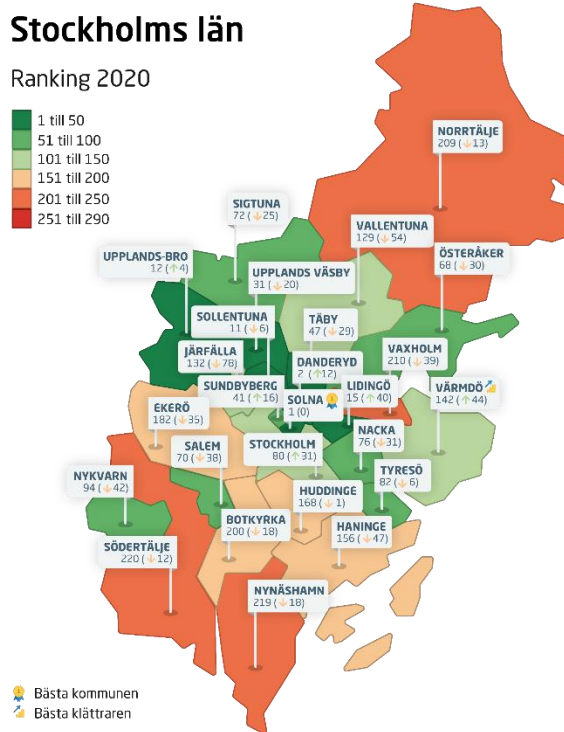 Stockholms län
Ranking 2020
1 till 50
51 till 100
101 till 150
151 till 200
201 till 250
251 till 290
NORRTÄLJE
209 (↓13)
SIGTUNA
72 (↓25)
VALLENTUNA
129 (↓54)
ÖSTERÅKER
68 (↓30)
UPPLANDS-BRO
12 (↑4)
UPPLANDS VÄSBY
31 (↓20)
SOLLENTUNA
11 (↓6)
TÄBY
47 (↓29)
VAXHOLM
210 (↓39)
JÄRFÄLLA
132 (↓78)
DANDERYD
2 (↑12)
SUNDBYBERG
41 (↑16)
SOLNA
1 (0)
LIDINGÖ
15 (↑40)
VÄRMDÖ
142 (↑44)
EKERÖ
182 (↓35)
SALEM
70 (↓38)
STOCKHOLM
80 (↑31)
NACKA
76 (↓31)
TYRESÖ
82 (↓6)
NYKVARN
94 (↓42)
HUDDINGE
168 (↓1)
BOTKYRKA
200 (↓18)
HANINGE
156 (↓47)
SÖDERTÄLJE
220 (↓12)
NYNÄSHAMN
219 (↓18)
Bästa kommunen
Bästa klättraren